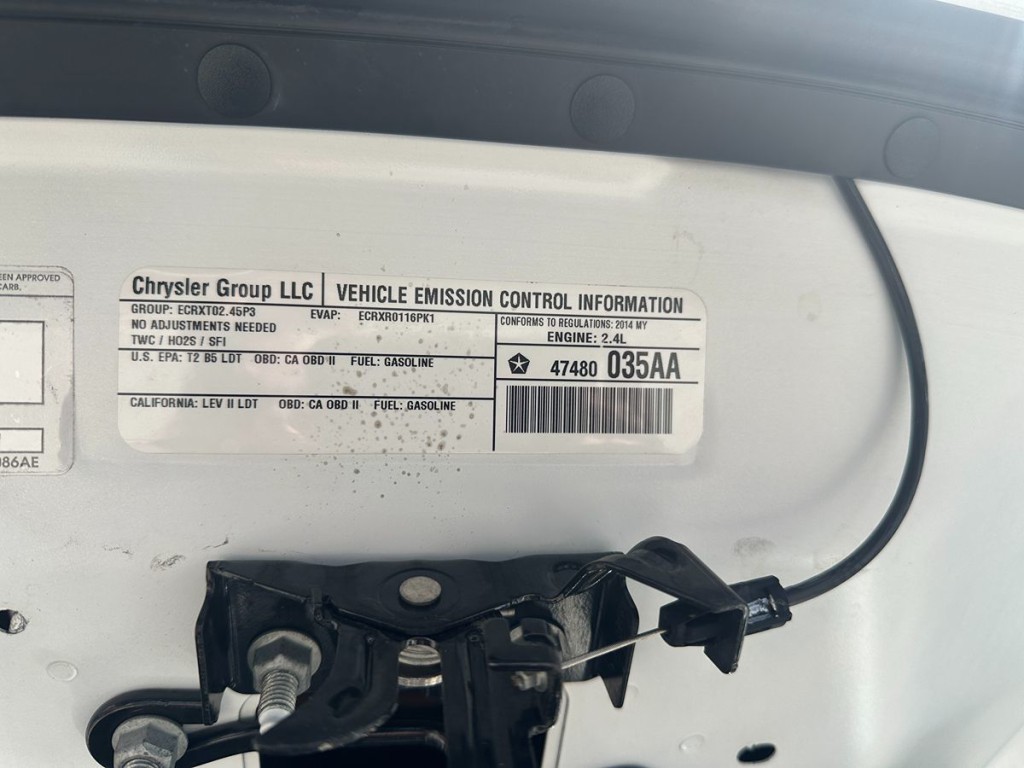 EEN APPROVED
CARB.
086AE
Chrysler Group LLC
VEHICLE EMISSION CONTROL INFORMATION
GROUP: ECRXT02.45P3 EVAP: ECRXR0116PK1
NO ADJUSTMENTS NEEDED
TWC / HO2S / SFI
CONFORMS TO REGULATIONS: 2014 MY
ENGINE: 2.4L
U.S. EPA: T2 B5 LDT OBD: CA OBD II FUEL: GASOLINE
47480 035AA
CALIFORNIA: LEV II LDT OBD: CA OBD II FUEL: GASOLINE